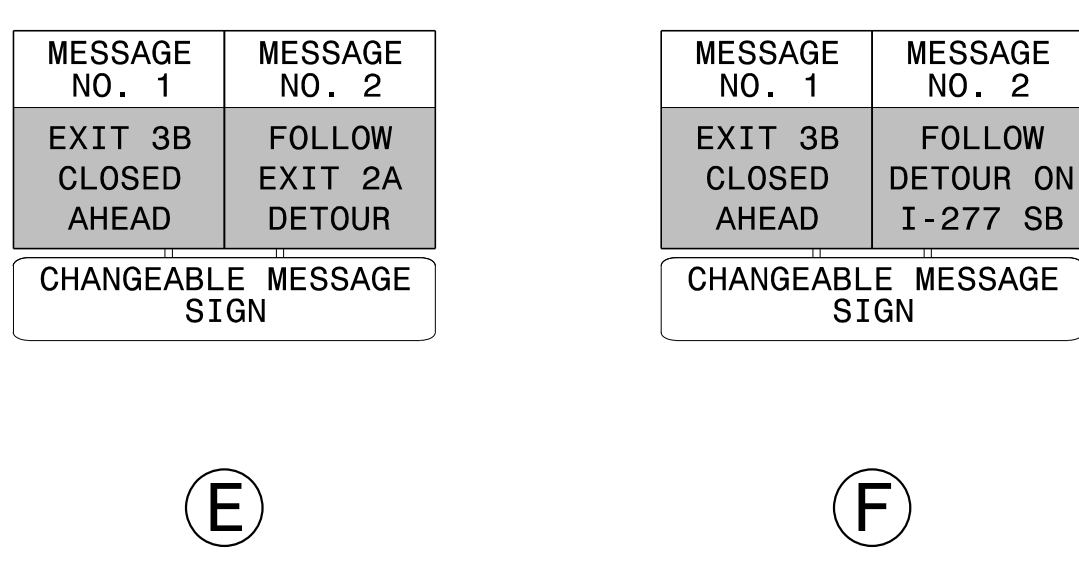 MESSAGE
NO. 1
MESSAGE
NO. 2
EXIT 3B
CLOSED
AHEAD
FOLLOW
EXIT 2A
DETOUR
CHANGEABLE MESSAGE
SIGN
E
MESSAGE
NO. 1
MESSAGE
NO. 2
EXIT 3B
CLOSED
AHEAD
FOLLOW
DETOUR ON
I-277 SB
CHANGEABLE MESSAGE
SIGN
F